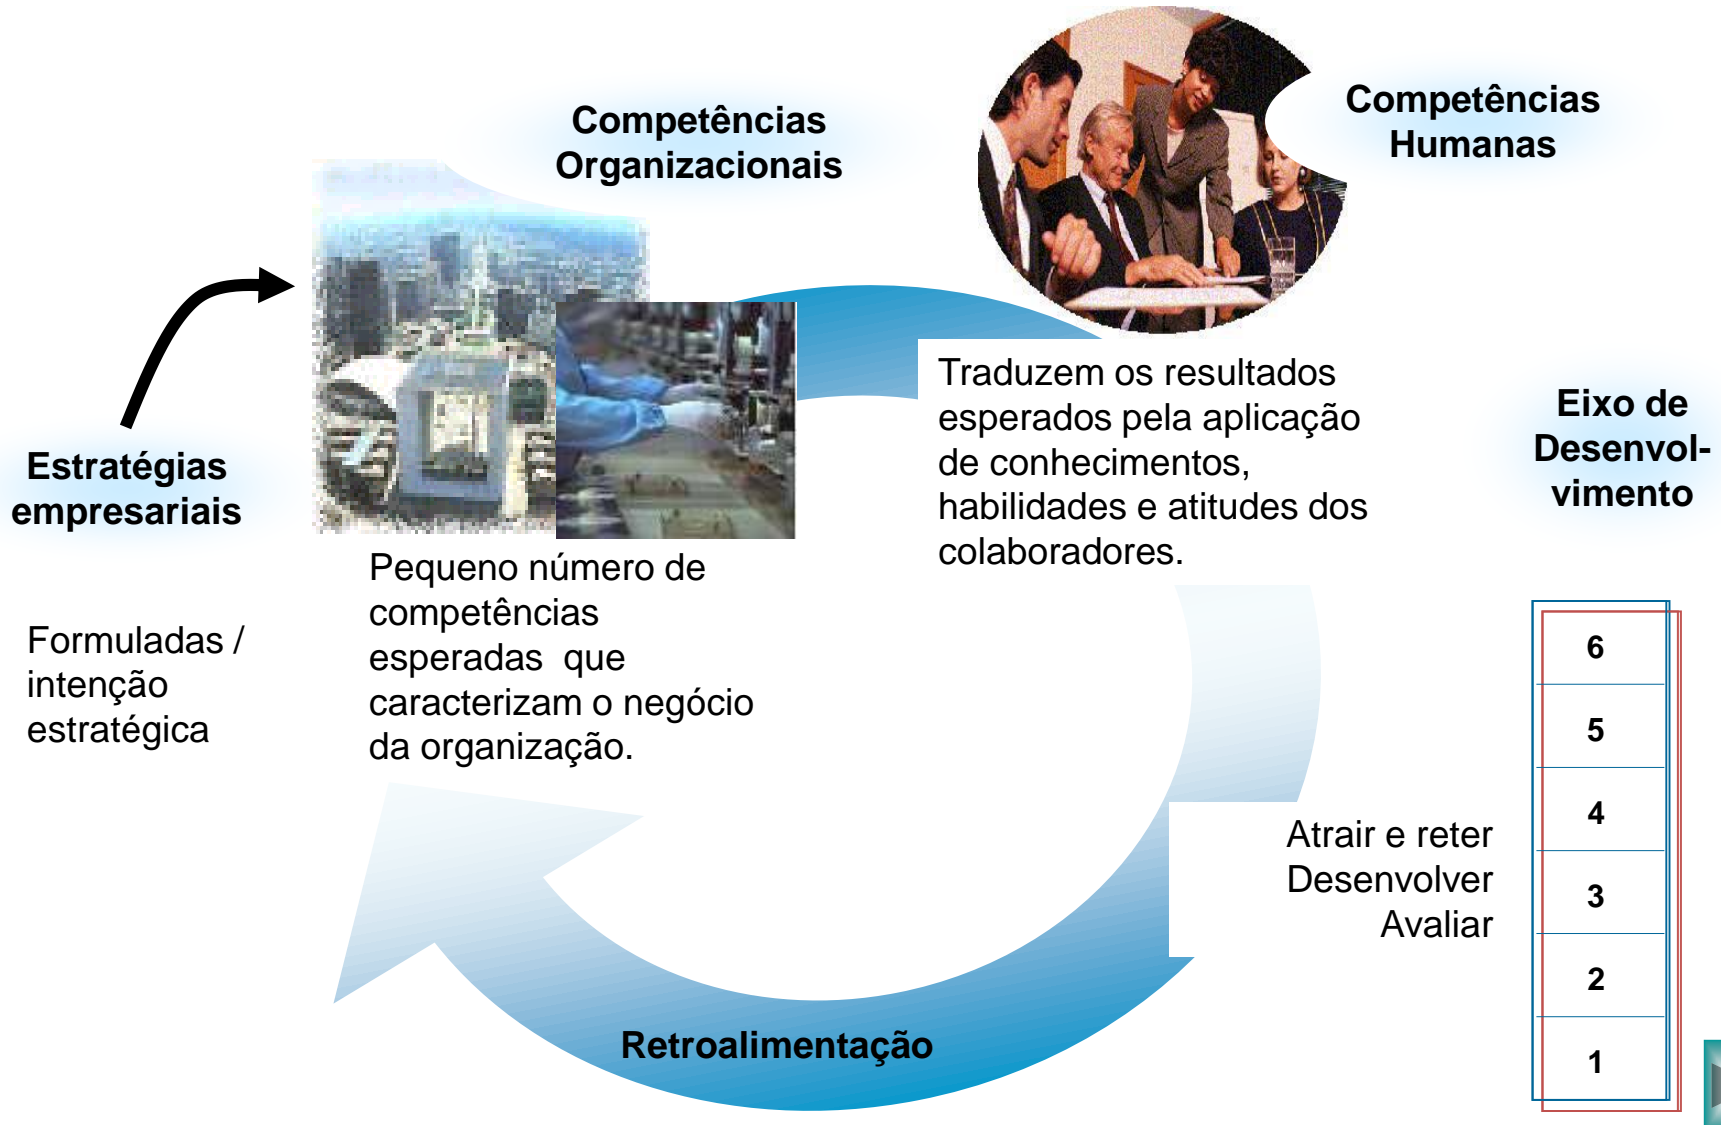 Competências
Organizacionais
Competências
Humanas
Estratégias
empresariais
Formuladas /
intenção
estratégica
Pequeno número de
competências
esperadas  que
caracterizam o negócio
da organização.
Traduzem os resultados
esperados pela aplicação
de conhecimentos,
habilidades e atitudes dos
colaboradores.
Eixo de
Desenvol-
vimento
6
5
4
3
2
1
Atrair e reter
Desenvolver
Avaliar
Retroalimentação